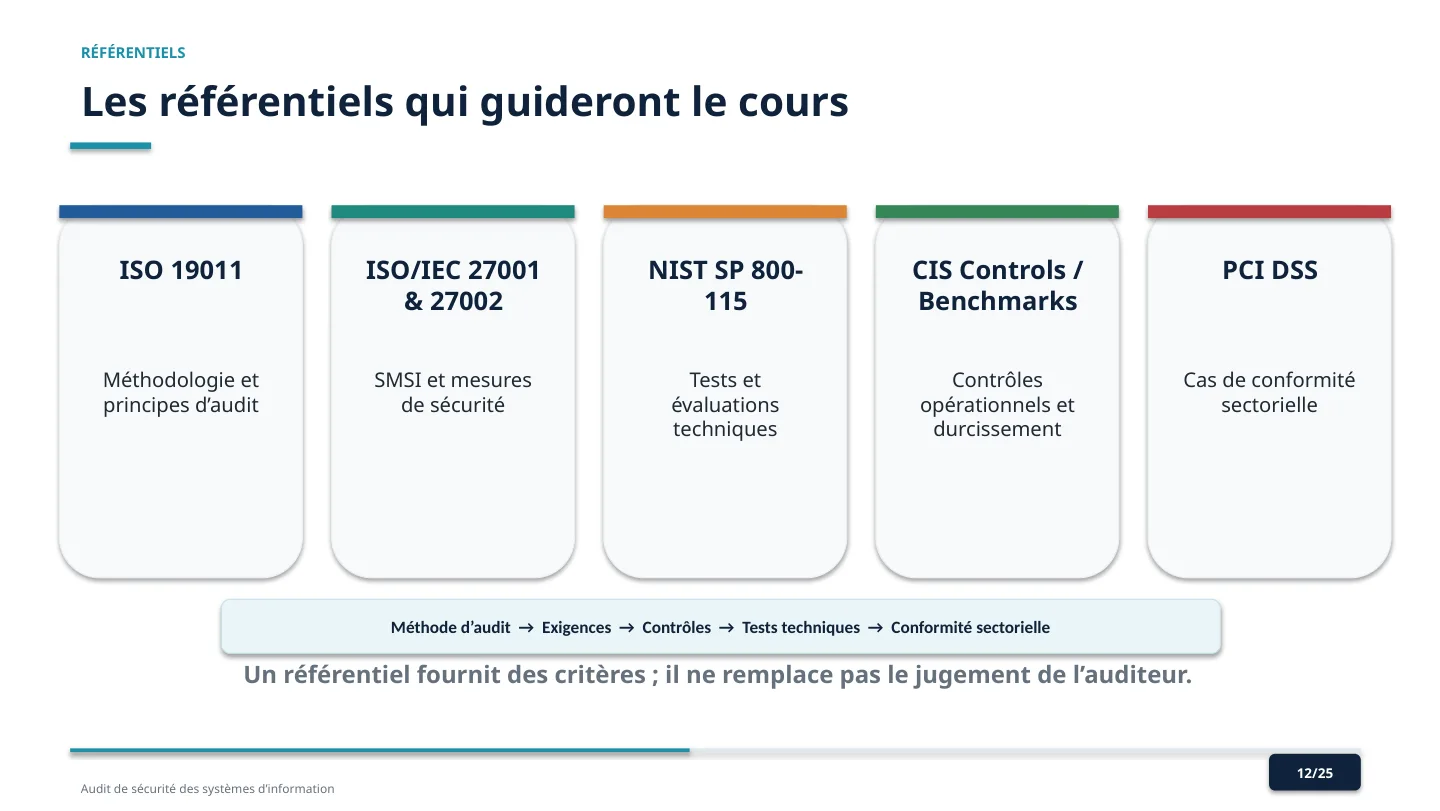 RÉFÉRENTIELS
Les référentiels qui guideront le cours
ISO 19011
Méthodologie et
principes d’audit
ISO/IEC 27001
& 27002
SMSI et mesures
de sécurité
NIST SP 800-
115
Tests et
évaluations
techniques
CIS Controls /
Benchmarks
Contrôles
opérationnels et
durcissement
PCI DSS
Cas de conformité
sectorielle
Méthode d’audit → Exigences → Contrôles → Tests techniques → Conformité sectorielle
Un référentiel fournit des critères ; il ne remplace pas le jugement de l’auditeur.
12/25
Audit de sécurité des systèmes d’information